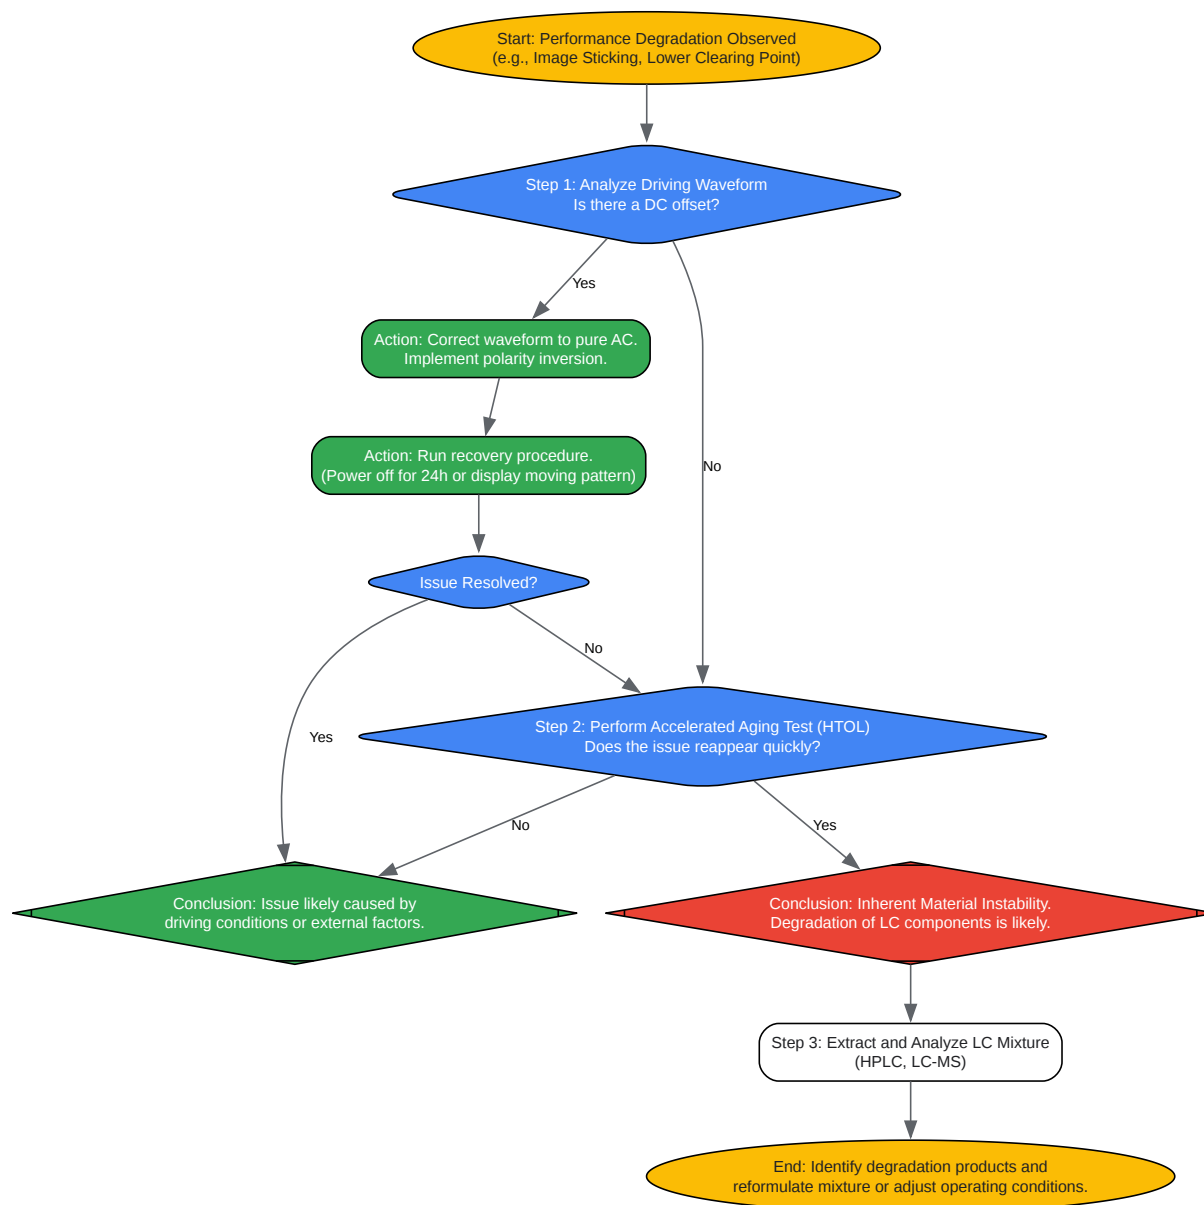 Start: Performance Degradation Observed
(e.g., Image Sticking, Lower Clearing Point)
Step 1: Analyze Driving Waveform
Is there a DC offset?
Yes
Action: Correct waveform to pure AC.
Implement polarity inversion.
Action: Run recovery procedure.
(Power off for 24h or display moving pattern)
No
Issue Resolved?
No
Yes
Step 2: Perform Accelerated Aging Test (HTOL)
Does the issue reappear quickly?
No
Yes
Conclusion: Issue likely caused by
driving conditions or external factors.
Conclusion: Inherent Material Instability.
Degradation of LC components is likely.
Step 3: Extract and Analyze LC Mixture
(HPLC, LC-MS)
End: Identify degradation products and
reformulate mixture or adjust operating conditions.